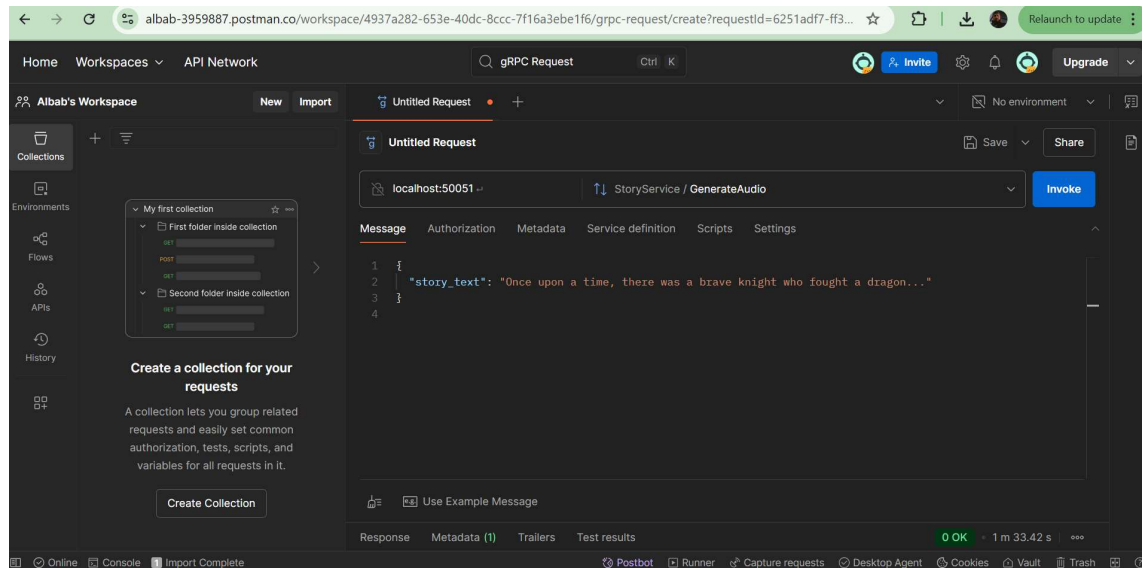 albab-3959887.postman.co/workspace/4937a282-653e-40dc-8ccc-7f16a3ebe1f6/grpc-request/create?requestId=6251adf7-ff3...
Relaunch to update
Home Workspaces API Network
gRPC Request Ctrl K
Invite
Upgrade
Albab's Workspace New Import
Untitled Request
No environment
Collections
Environments
Flows
APIs
History
My first collection
First folder inside collection
GET
POST
GET
Second folder inside collection
GET
GET
Create a collection for your
requests
A collection lets you group related
requests and easily set common
authorization, tests, scripts, and
variables for all requests in it.
Create Collection
Untitled Request
Save Share
localhost:50051 StoryService / GenerateAudio Invoke
Message Authorization Metadata Service definition Scripts Settings
1 {
2 "story_text": "Once upon a time, there was a brave knight who fought a dragon..."
3 }
4
Use Example Message
Response Metadata (1) Trailers Test results 0 OK 1 m 33.42 s
Online Console 1 Import Complete Postbot Runner Capture requests Desktop Agent Cookies Vault Trash